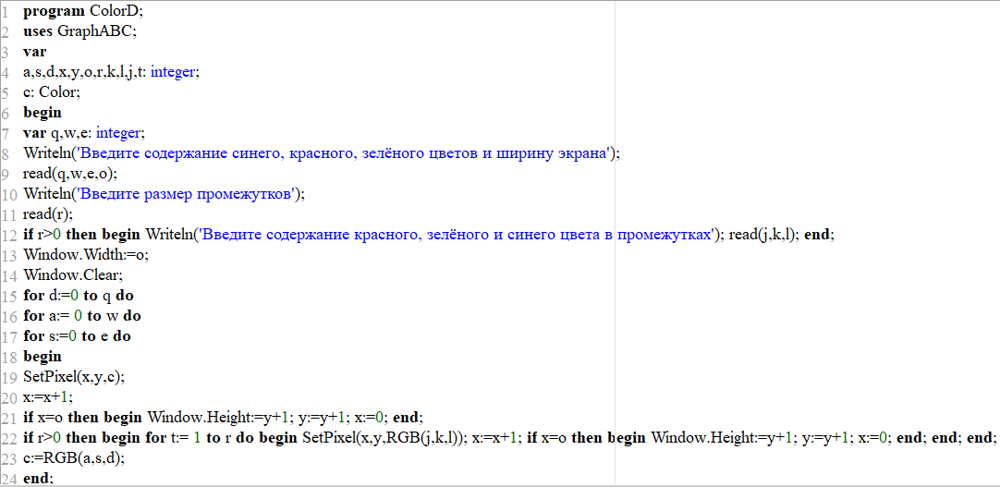 1 program ColorD;
2 uses GraphABC;
3 var
4 a,s,d,x,y,o,r,k,l,j,t: integer;
5 c: Color;
6 begin
7 var q,w,e: integer;
8 Writeln('Введите содержание синего, красного, зелёного цветов и ширину экрана');
9 read(q,w,e,o);
10 Writeln('Введите размер промежутков');
11 read(r);
12 if r>0 then begin Writeln('Введите содержание красного, зелёного и синего цвета в промежутках'); read(j,k,l); end;
13 Window.Width:=o;
14 Window.Clear;
15 for d:=0 to q do
16 for a:= 0 to w do
17 for s:=0 to e do
18 begin
19 SetPixel(x,y,c);
20 x:=x+1;
21 if x=o then begin Window.Height:=y+1; y:=y+1; x:=0; end;
22 if r>0 then begin for t:= 1 to r do begin SetPixel(x,y,RGB(j,k,l)); x:=x+1; if x=o then begin Window.Height:=y+1; y:=y+1; x:=0; end; end; end;
23 c:=RGB(a,s,d);
24 end;